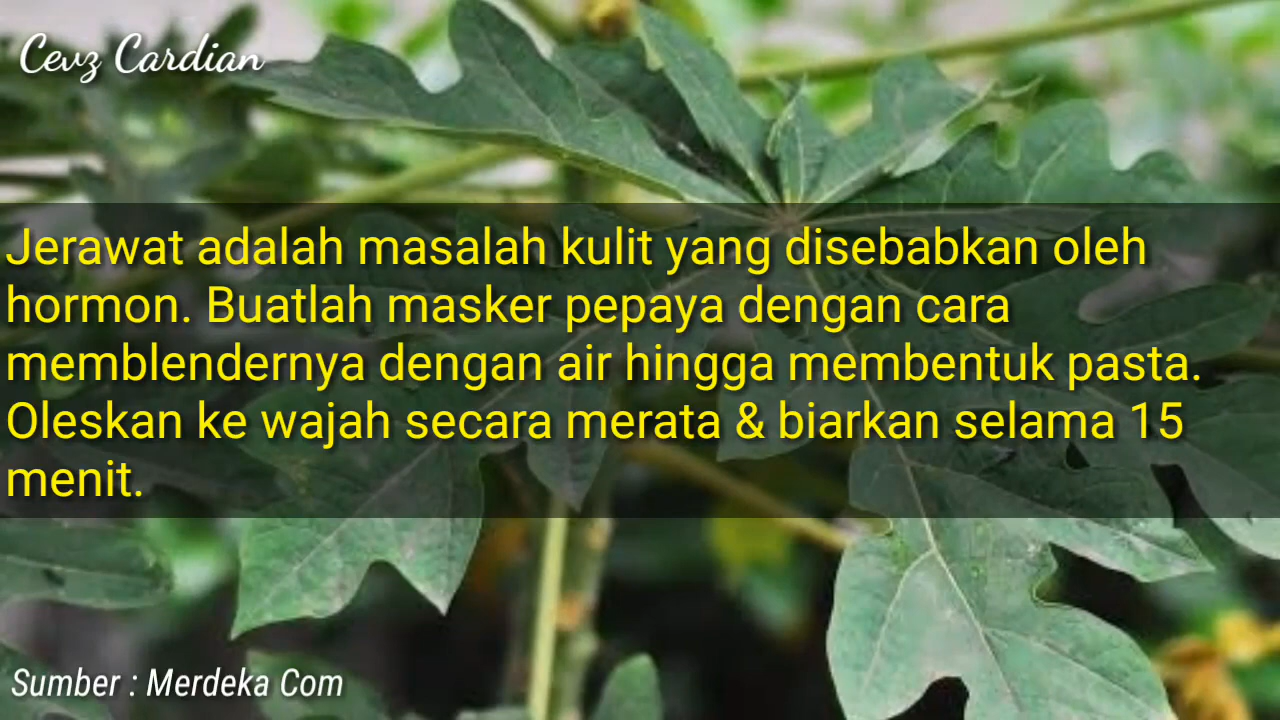 Cevz Cardian
Jerawat adalah masalah kulit yang disebabkan oleh
hormon. Buatlah masker pepaya dengan cara
memblendernya dengan air hingga membentuk pasta.
Oleskan ke wajah secara merata & biarkan selama 15
menit.
Sumber : Merdeka Com